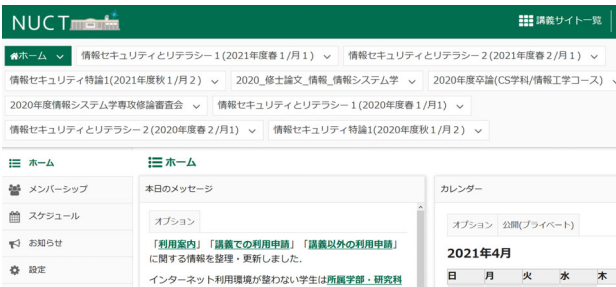 NUCT
講義サイト一覧
ホーム
情報セキュリティとリテラシー1(2021年度春1/月1)
情報セキュリティとリテラシー2(2021年度春2/月1)
情報セキュリティ特論1(2021年度秋1/月2)
2020_修士論文_情報_情報システム学
2020年度卒論(CS学科/情報工学コース)
2020年度情報システム学専攻修論審査会
情報セキュリティとリテラシー1(2020年度春1/月1)
情報セキュリティとリテラシー2(2020年度春2/月1)
情報セキュリティ特論1(2020年度秋1/月2)
ホーム
メンバーシップ
スケジュール
お知らせ
設定
ホーム
本日のメッセージ
オプション
「利用案内」「講義での利用申請」「講義以外の利用申請」
に関する情報を整理・更新しました.
インターネット利用環境が整わない学生は所属学部・研究科
カレンダー
オプション 公開(プライベート)
2021年4月
日 月 火 水 木